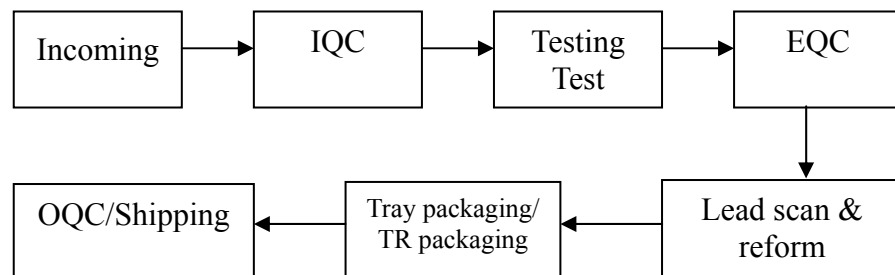 Incoming
IQC
Testing
Test
EQC
Lead scan &
reform
Tray packaging/
TR packaging
OQC/Shipping